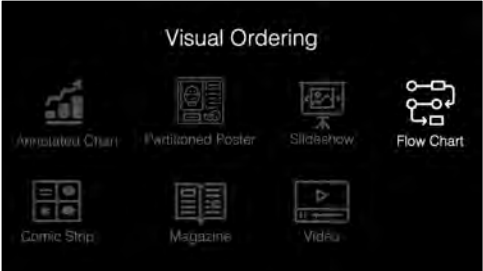 Visual Ordering
Annotated Chart
Partitioned Poster
Slideshow
Flow Chart
Comic Strip
Magazine
Video